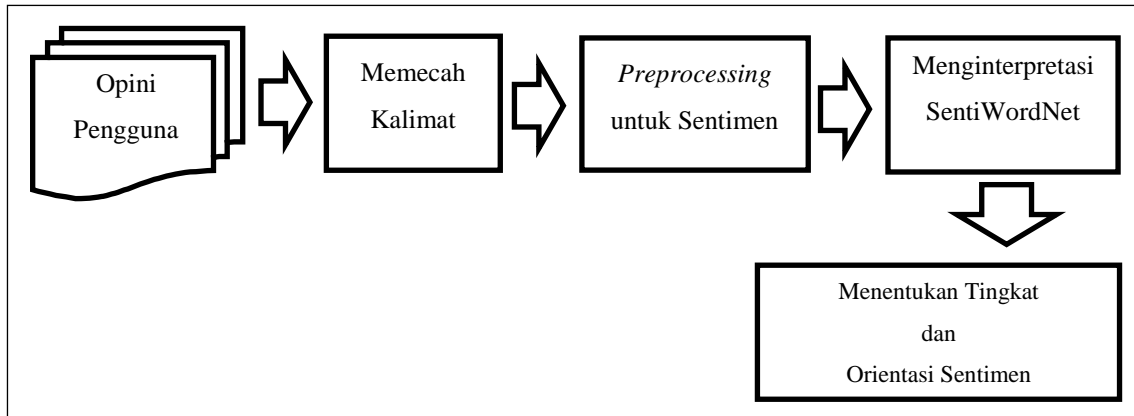 Opini
Pengguna
Memecah
Kalimat
Preprocessing
untuk Sentimen
Menginterpretasi
SentiWordNet
Menentukan Tingkat
dan
Orientasi Sentimen